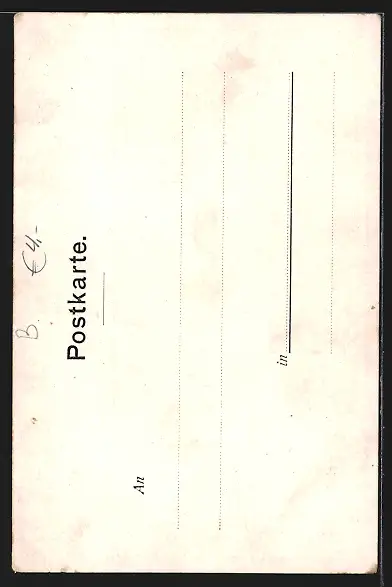 B. €4,-
Postkarte.
An
in